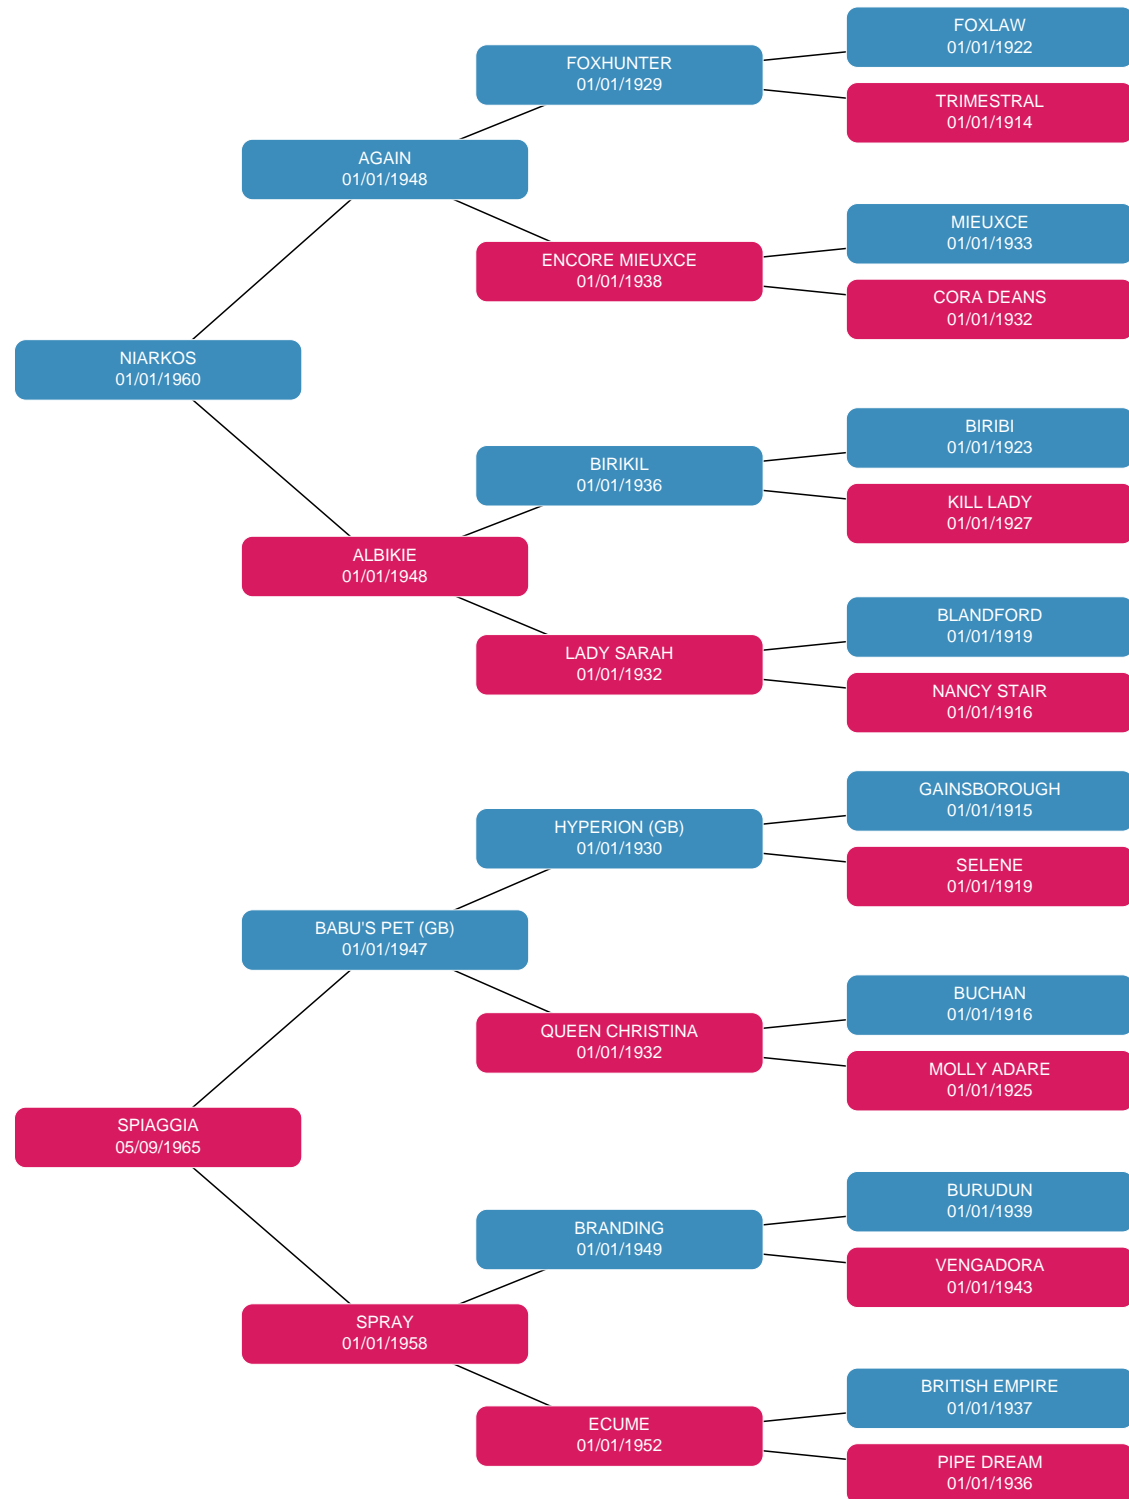 FOXLAW
01/01/1922
FOXHUNTER
01/01/1929
TRIMESTRAL
01/01/1914
AGAIN
01/01/1948
MIEUXCE
01/01/1933
ENCORE MIEUXCE
01/01/1938
CORA DEANS
01/01/1932
NIARKOS
01/01/1960
BIRIBI
01/01/1923
BIRIKIL
01/01/1936
KILL LADY
01/01/1927
ALBIKIE
01/01/1948
BLANDFORD
01/01/1919
LADY SARAH
01/01/1932
NANCY STAIR
01/01/1916
GAINSBOROUGH
01/01/1915
HYPERION (GB)
01/01/1930
SELENE
01/01/1919
BABU'S PET (GB)
01/01/1947
BUCHAN
01/01/1916
QUEEN CHRISTINA
01/01/1932
MOLLY ADARE
01/01/1925
SPIAGGIA
05/09/1965
BURUDUN
01/01/1939
BRANDING
01/01/1949
VENGADORA
01/01/1943
SPRAY
01/01/1958
BRITISH EMPIRE
01/01/1937
ECUME
01/01/1952
PIPE DREAM
01/01/1936